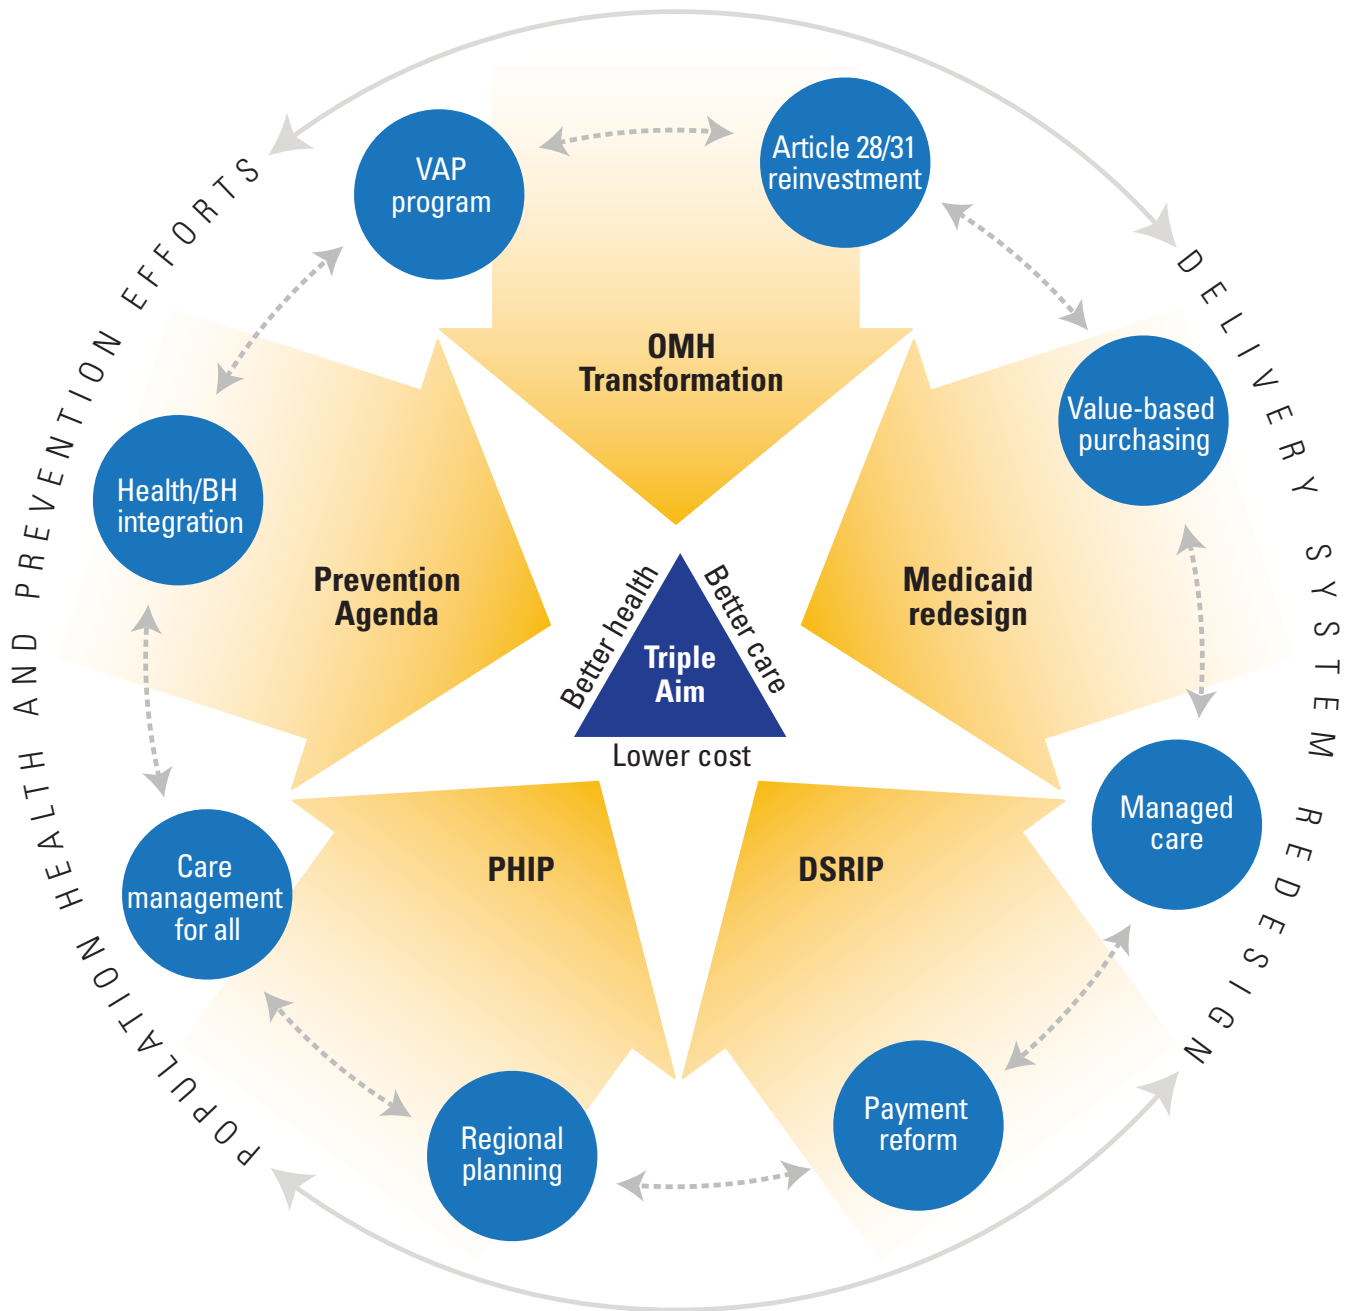 POPULATION HEALTH AND PREVENTION EFFORTS
DELIVERY SYSTEM REDESIGN
VAP
program
Article 28/31
reinvestment
Value-based
purchasing
Managed
care
Payment
reform
Regional
planning
Care
management
for all
Health/BH
integration
OMH
Transformation
Medicaid
redesign
DSRIP
PHIP
Prevention
Agenda
Better health
Better care
Triple
Aim
Lower cost